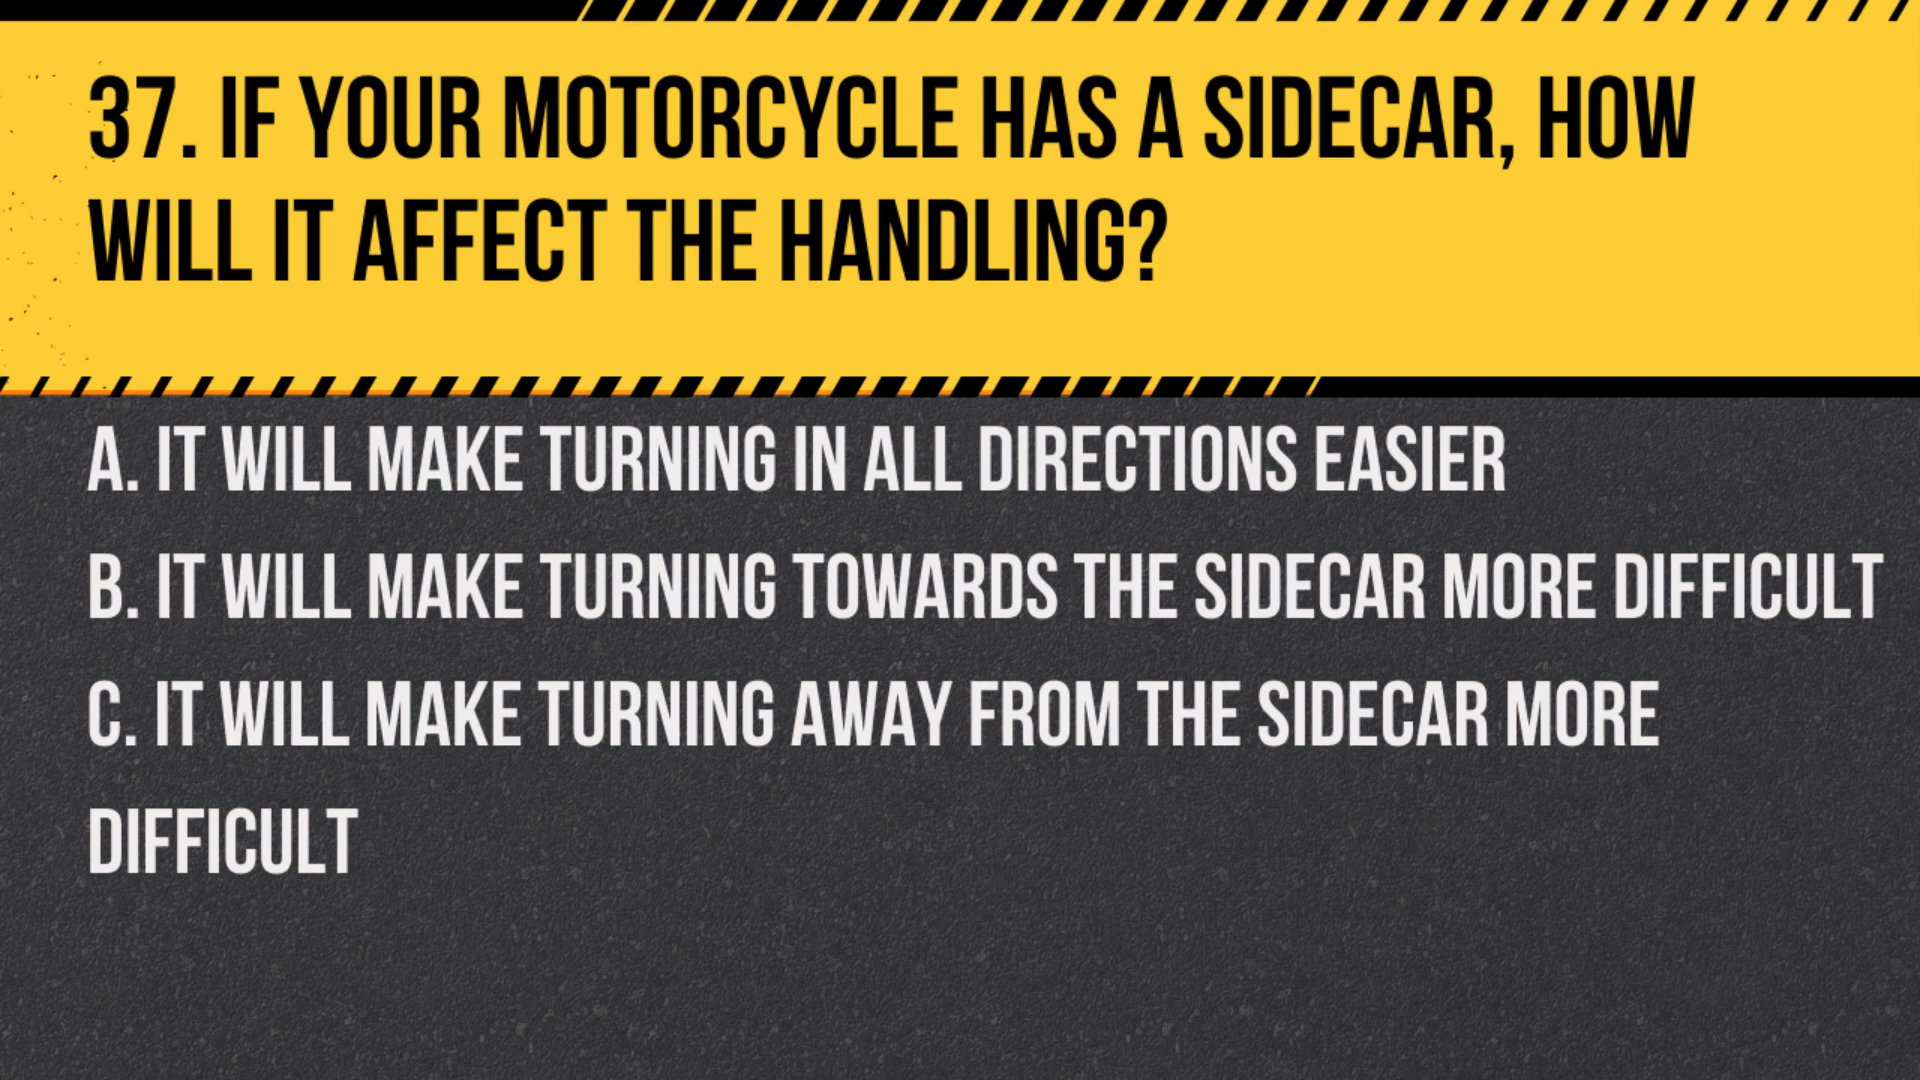 37. IF YOUR MOTORCYCLE HAS A SIDECAR, HOW
WILL IT AFFECT THE HANDLING?
A. IT WILL MAKE TURNING IN ALL DIRECTIONS EASIER
B. IT WILL MAKE TURNING TOWARDS THE SIDECAR MORE DIFFICULT
C. IT WILL MAKE TURNING AWAY FROM THE SIDECAR MORE
DIFFICULT